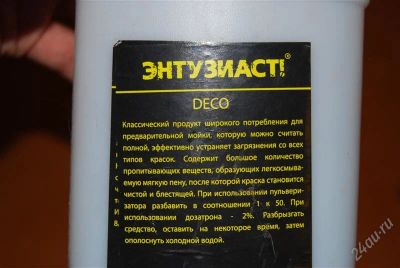 ЭНТУЗИАСТ!®
DECO
Классический продукт широкого потребления для
предварительной мойки, которую можно считать
полной, эффективно устраняет загрязнения со всех
типов красок. Содержит большое количество
пропитывающих веществ, образующих легкосмыва-
емую мягкую пену, после которой краска становится
чистой и блестящей. При использовании пульвери-
затора разбавить в соотношении 1 к 50. При
использовании дозатрона - 2%. Разбрызгать
средство, оставить на некоторое время, затем
ополоснуть холодной водой.
24au.ru